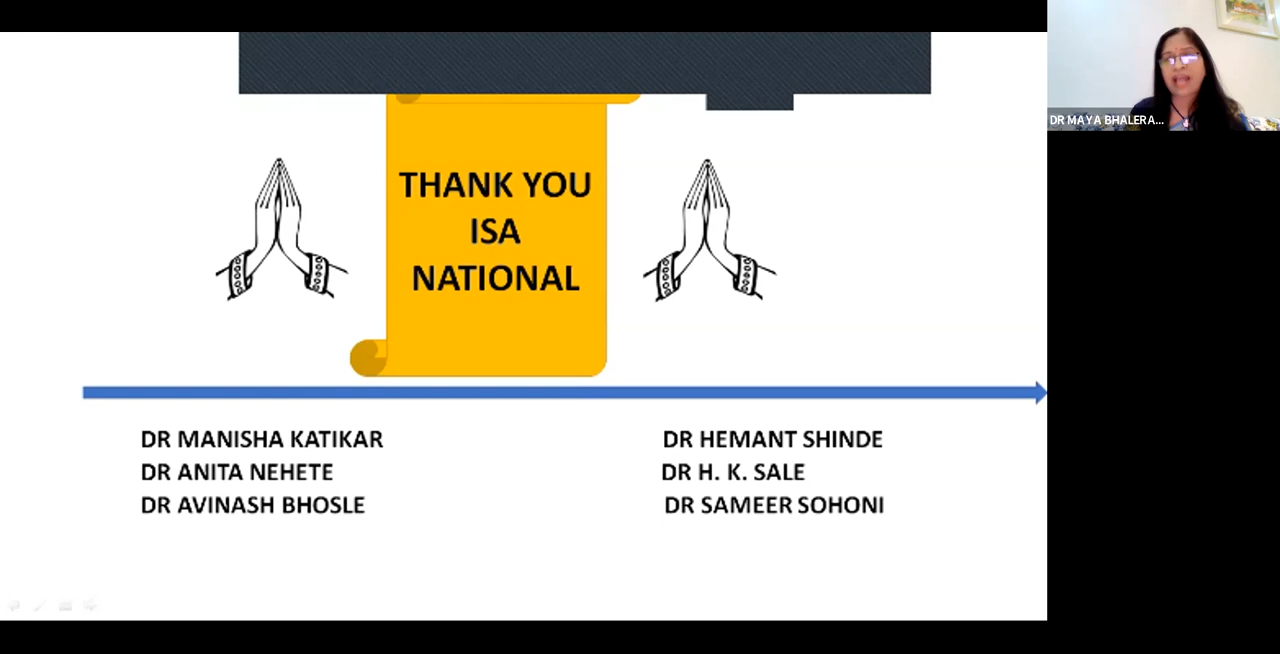 DR MAYA BHALERA...
THANK YOU
ISA
NATIONAL
DR MANISHA KATIKAR
DR ANITA NEHETE
DR AVINASH BHOSLE
DR HEMANT SHINDE
DR H. K. SALE
DR SAMEER SOHONI